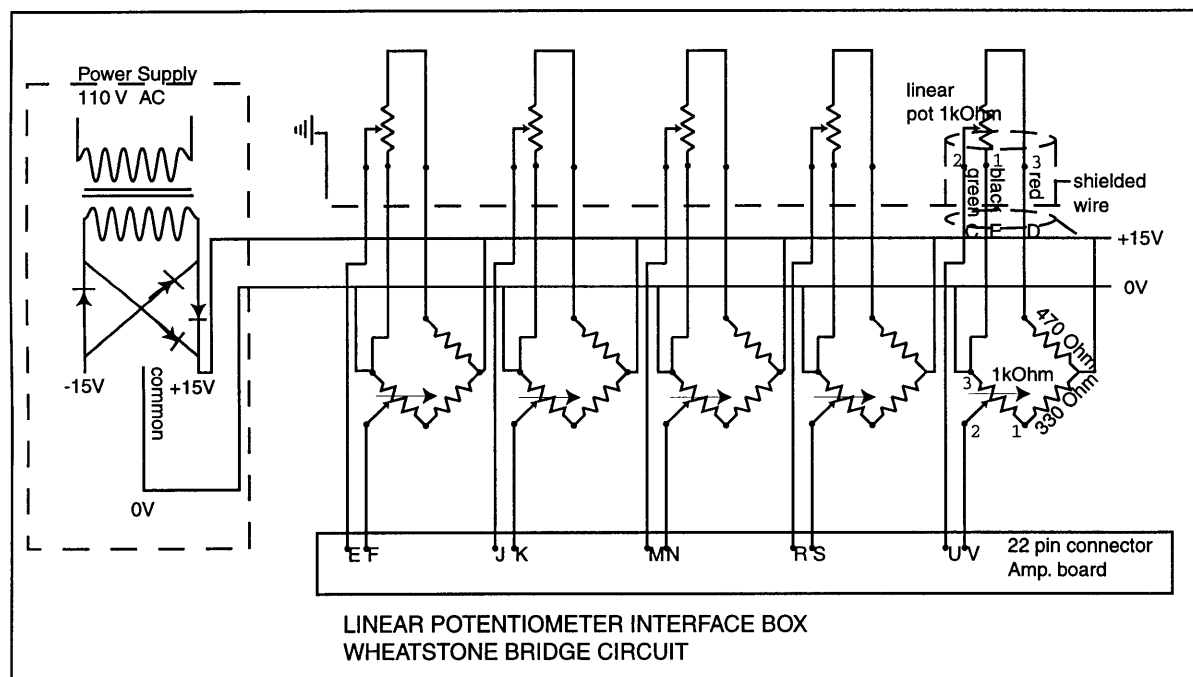 Power Supply
110 V AC
-15V
+15V
common
0V
linear
pot 1kOhm
2
1
3
green
black
red
C E D
shielded
wire
+15V
0V
470 Ohm
1kOhm
330 Ohm
3
2
1
E F
J K
M N
R S
U V
22 pin connector
Amp. board
LINEAR POTENTIOMETER INTERFACE BOX
WHEATSTONE BRIDGE CIRCUIT